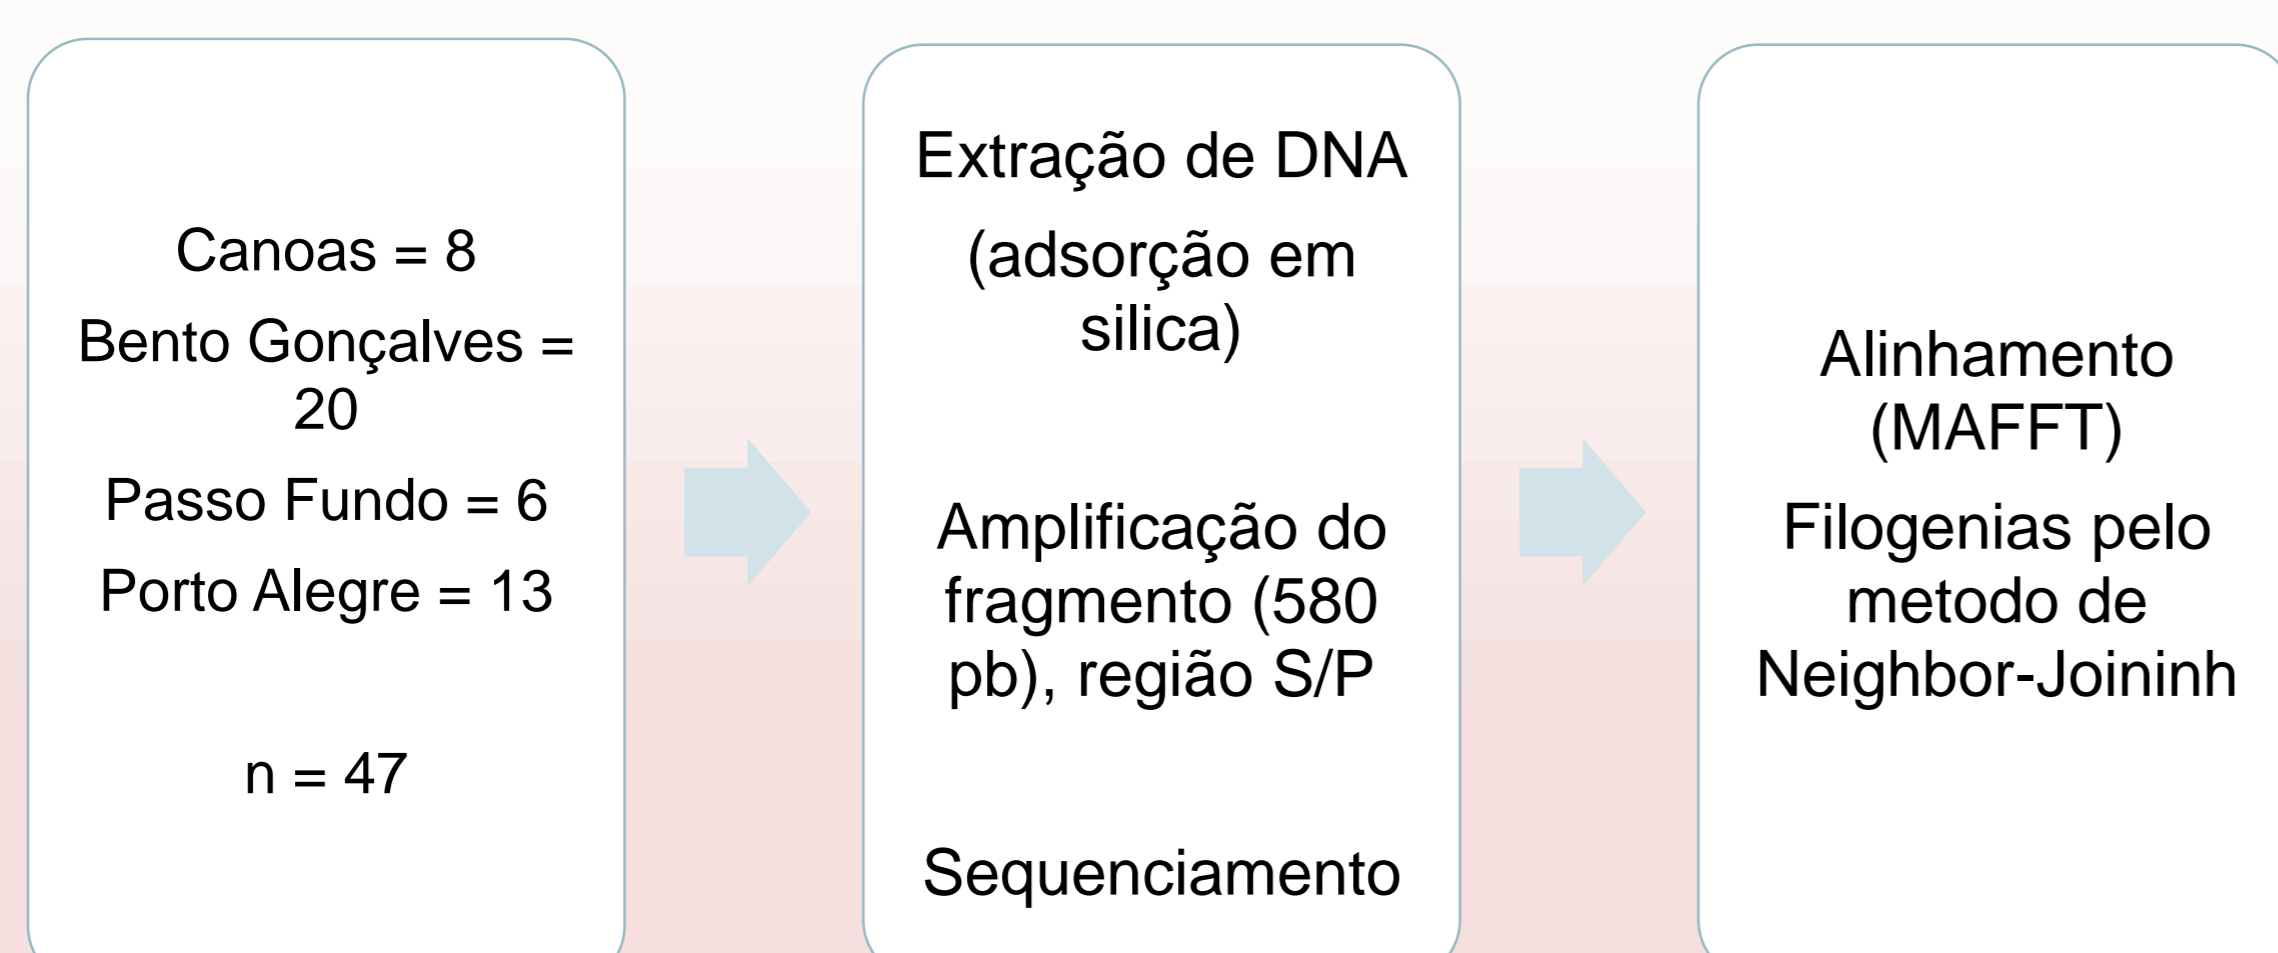 Canoas = 8
Bento Gonçalves =
20
Passo Fundo = 6
Porto Alegre = 13
n = 47
Extração de DNA
(adsorção em
silica)
Amplificação do
fragmento (580
pb), região S/P
Sequenciamento
Alinhamento
(MAFFT)
Filogenias pelo
metodo de
Neighbor-Joininh